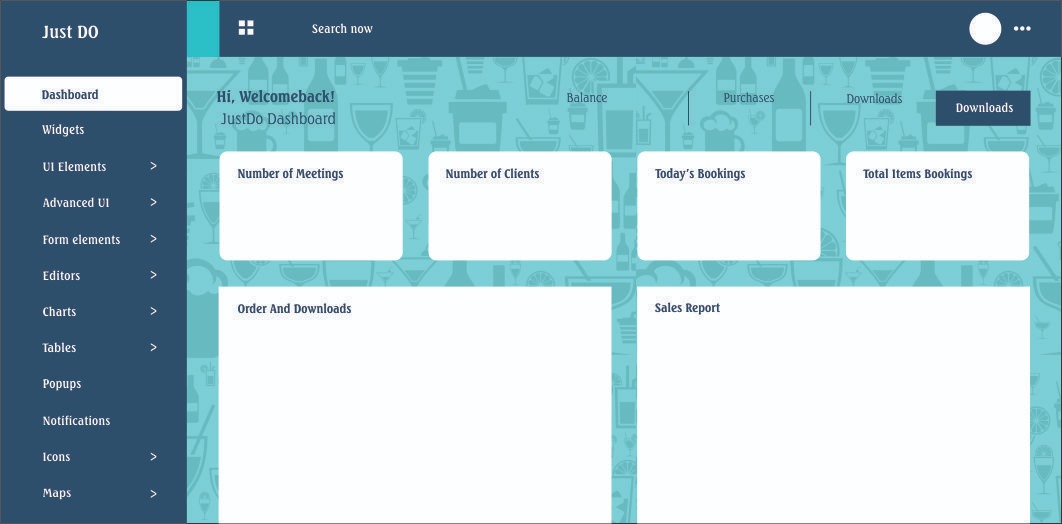 Just DO
Search now
Dashboard
Widgets
UI Elements >
Advanced UI >
Form elements >
Editors >
Charts >
Tables >
Popups
Notifications
Icons >
Maps >
Hi, Welcomeback!
JustDo Dashboard
Balance
Purchases
Downloads
Downloads
Number of Meetings
Number of Clients
Today's Bookings
Total Items Bookings
Order And Downloads
Sales Report